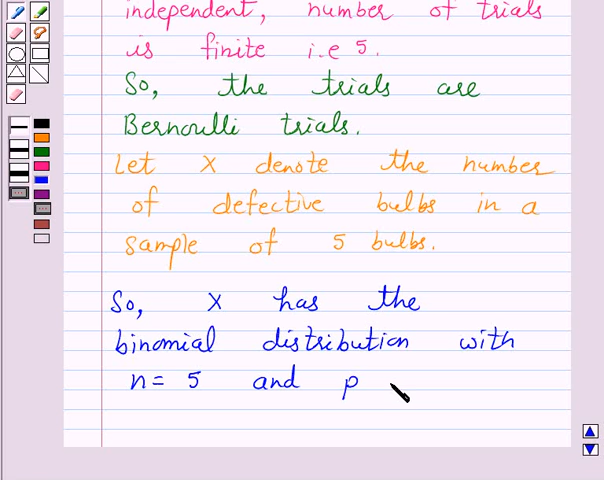 independent, number of trials
is finite i.e 5.
So, the trials are
Bernoulli trials.
Let X denote the number
of defective bulbs in a
sample of 5 bulbs.
So, X has the
binomial distribution with
n = 5 and p